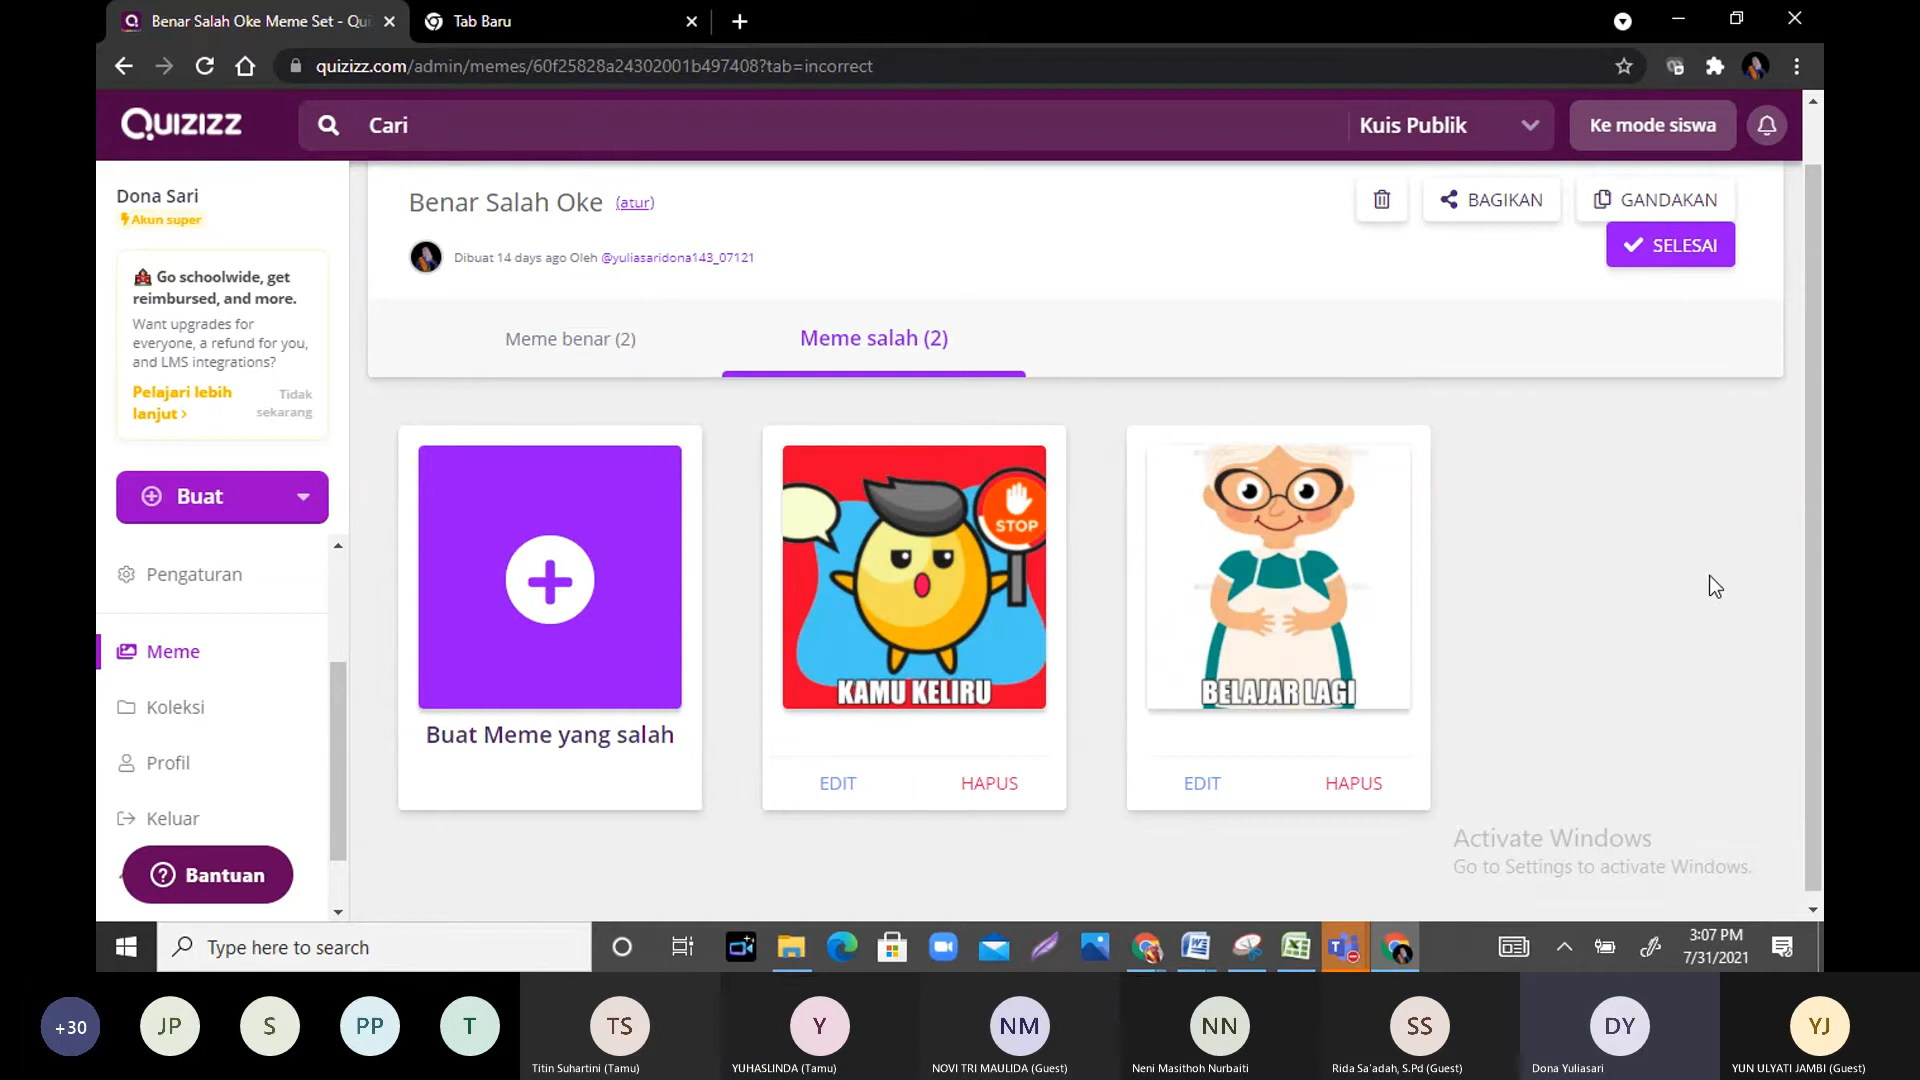 Benar Salah Oke Meme Set - Qui
Tab Baru
quizizz.com/admin/memes/60f25828a24302001b497408?tab=incorrect
Quizizz
Cari
Kuis Publik
Ke mode siswa
Dona Sari
Akun super
Go schoolwide, get
reimbursed, and more.
Want upgrades for
everyone, a refund for you,
and LMS integrations?
Pelajari lebih
lanjut ›
Tidak
sekarang
Buat
Pengaturan
Meme
Koleksi
Profil
Keluar
Bantuan
Benar Salah Oke (atur)
BAGIKAN
GANDAKAN
Dibuat 14 days ago Oleh @yuliasaridona143_07121
SELESAI
Meme benar (2)
Meme salah (2)
Buat Meme yang salah
STOP
KAMU KELIRU
EDIT
HAPUS
BELAJAR LAGI
EDIT
HAPUS
Activate Windows
Go to Settings to activate Windows.
Type here to search
3:07 PM
7/31/2021
+30
JP
S
PP
T
TS
Titin Suhartini (Tamu)
Y
YUHASLINDA (Tamu)
NM
NOVI TRI MAULIDA (Guest)
NN
Neni Masithoh Nurbaiti
SS
Rida Sa'adah, S.Pd (Guest)
DY
Dona Yuliasari
YJ
YUN ULYATI JAMBI (Guest)